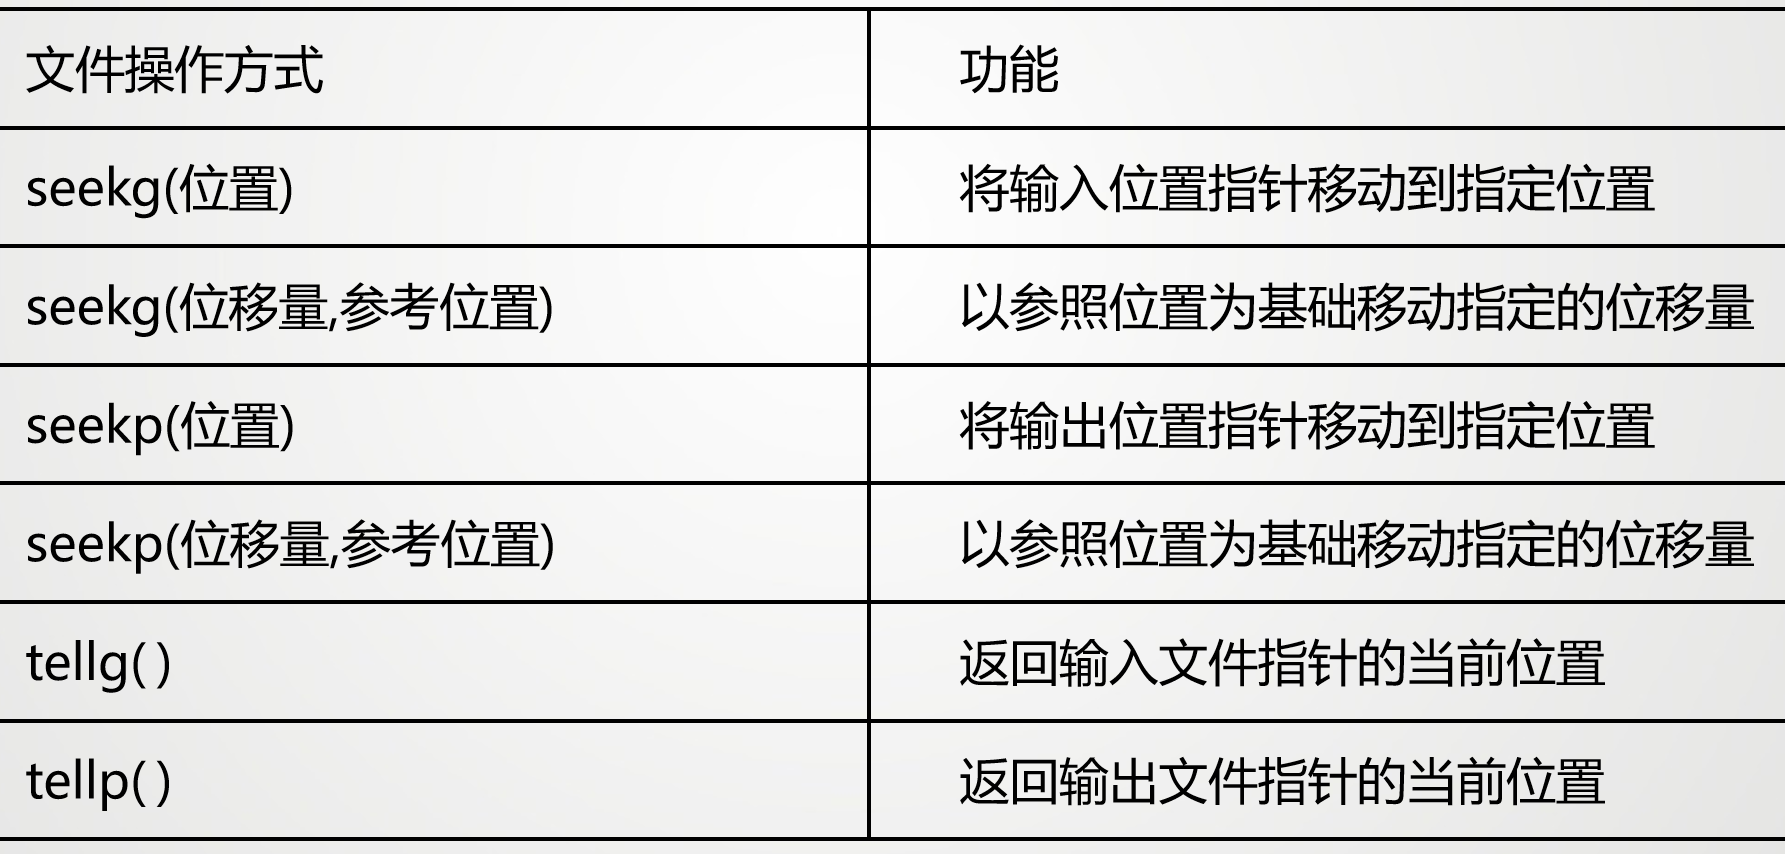 文件操作方式 功能
seekg(位置) 将输入位置指针移动到指定位置
seekg(位移量,参考位置) 以参照位置为基础移动指定的位移量
seekp(位置) 将输出位置指针移动到指定位置
seekp(位移量,参考位置) 以参照位置为基础移动指定的位移量
tellg( ) 返回输入文件指针的当前位置
tellp( ) 返回输出文件指针的当前位置